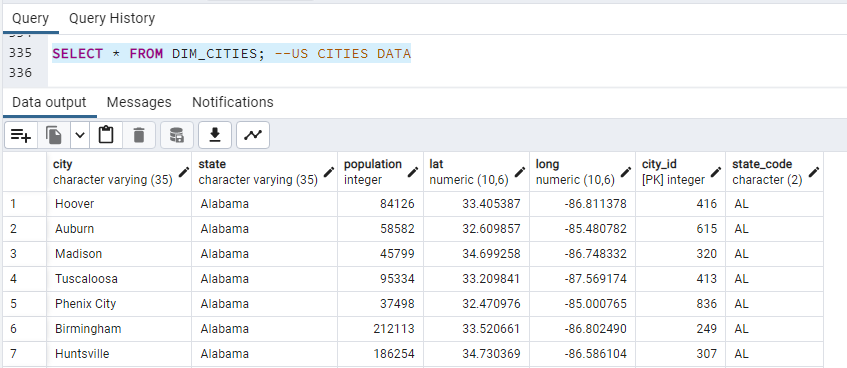 Query Query History
335 SELECT * FROM DIM_CITIES; --US CITIES DATA
336
Data output Messages Notifications
city state population lat long city_id state_code
character varying (35) character varying (35) integer numeric (10,6) numeric (10,6) [PK] integer character (2)
1 Hoover Alabama 84126 33.405387 -86.811378 416 AL
2 Auburn Alabama 58582 32.609857 -85.480782 615 AL
3 Madison Alabama 45799 34.699258 -86.748332 320 AL
4 Tuscaloosa Alabama 95334 33.209841 -87.569174 413 AL
5 Phenix City Alabama 37498 32.470976 -85.000765 836 AL
6 Birmingham Alabama 212113 33.520661 -86.802490 249 AL
7 Huntsville Alabama 186254 34.730369 -86.586104 307 AL